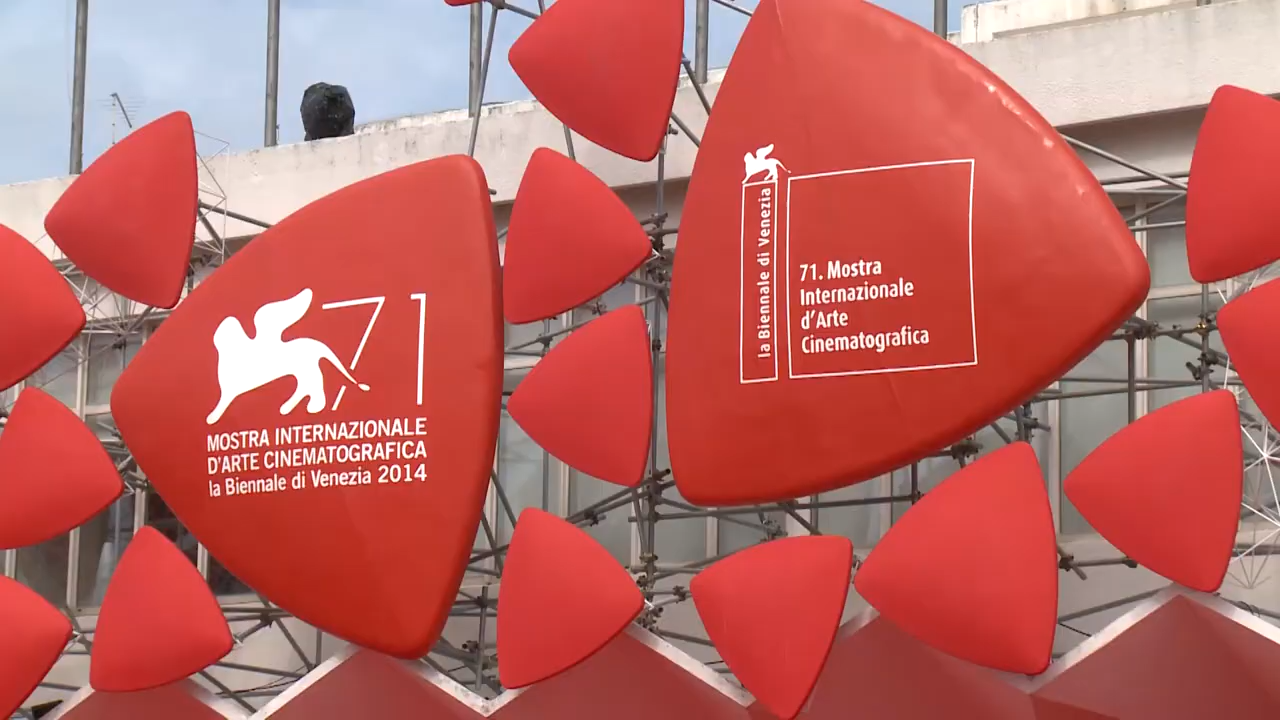 71
MOSTRA INTERNAZIONALE
D'ARTE CINEMATOGRAFICA
la Biennale di Venezia 2014
la Biennale di Venezia
71. Mostra
Internazionale
d'Arte
Cinematografica